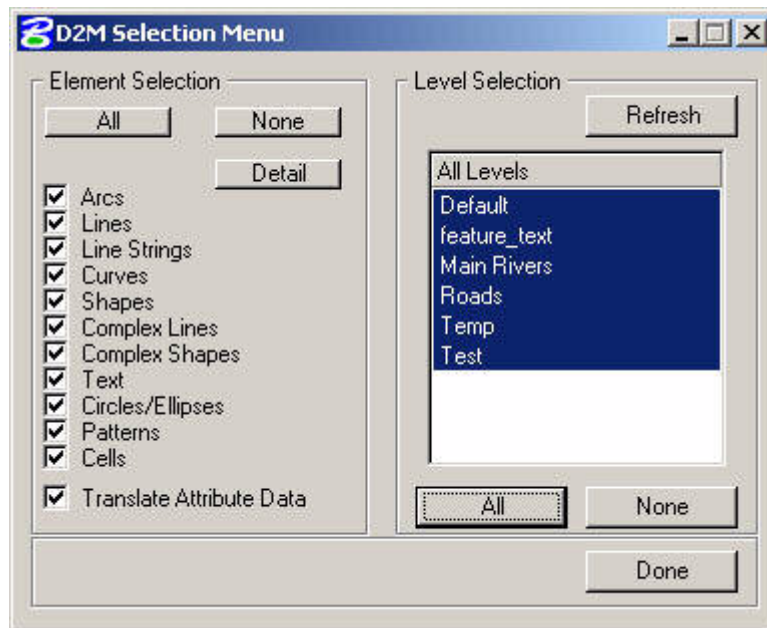 D2M Selection Menu
Element Selection
All None
Detail
Arcs
Lines
Line Strings
Curves
Shapes
Complex Lines
Complex Shapes
Text
Circles/Ellipses
Patterns
Cells
Translate Attribute Data
Level Selection
Refresh
All Levels
Default
feature_text
Main Rivers
Roads
Temp
Test
All None
Done